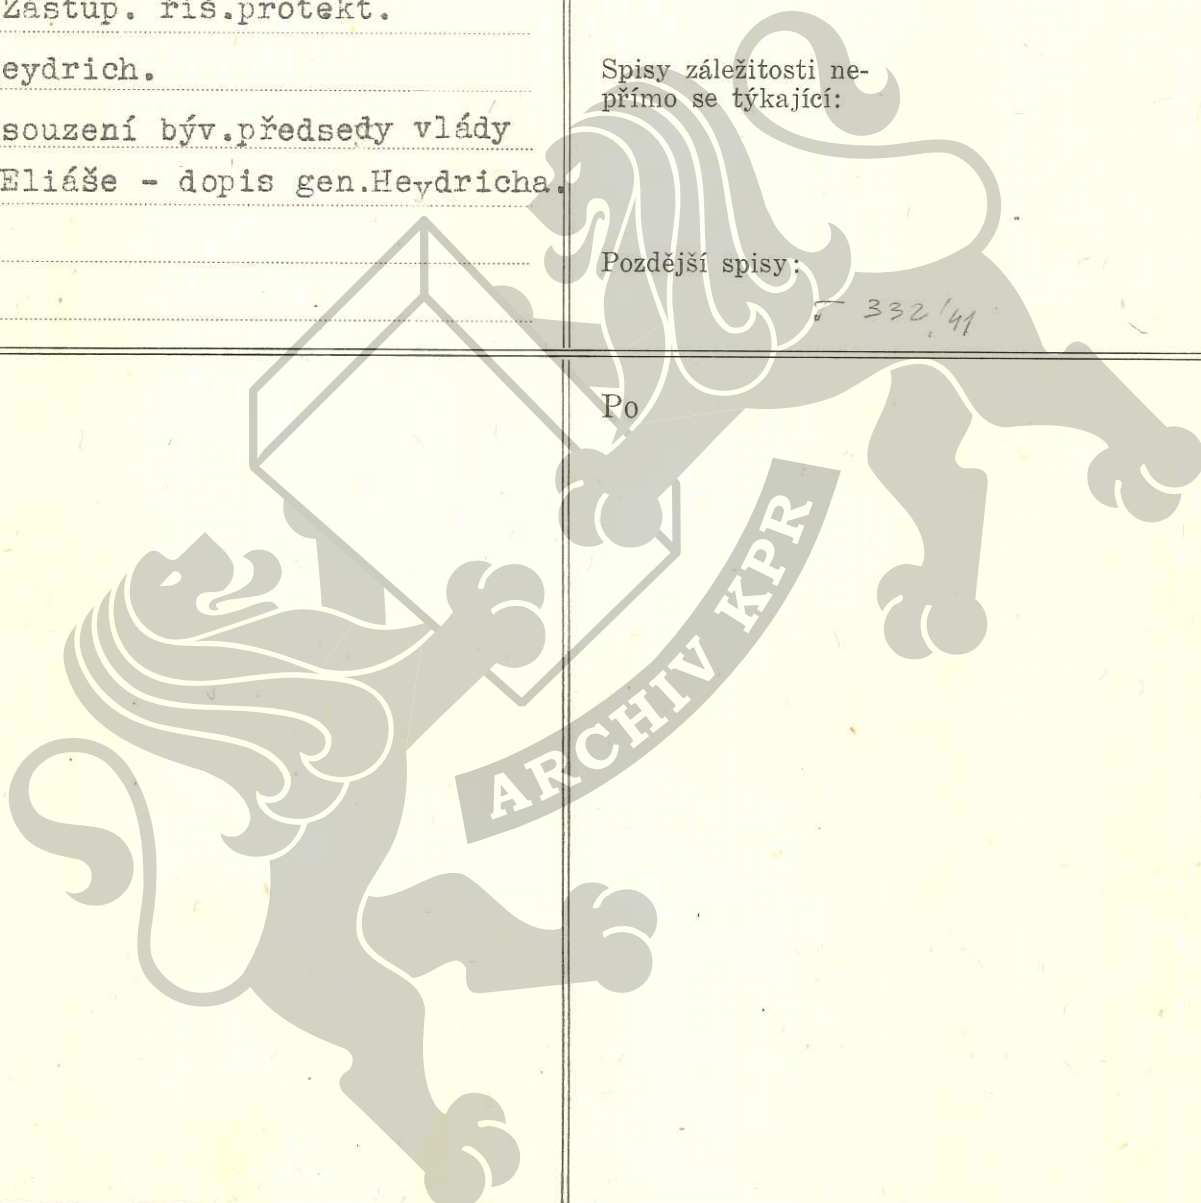 Zástup. říš.protekt.
eydrich.
souzení býv.předsedy vlády
Eliáše - dopis gen.Heydricha.
Spisy záležitosti ne-
přímo se týkající:
Pozdější spisy:
332/41
Po
ARCHIV KPR